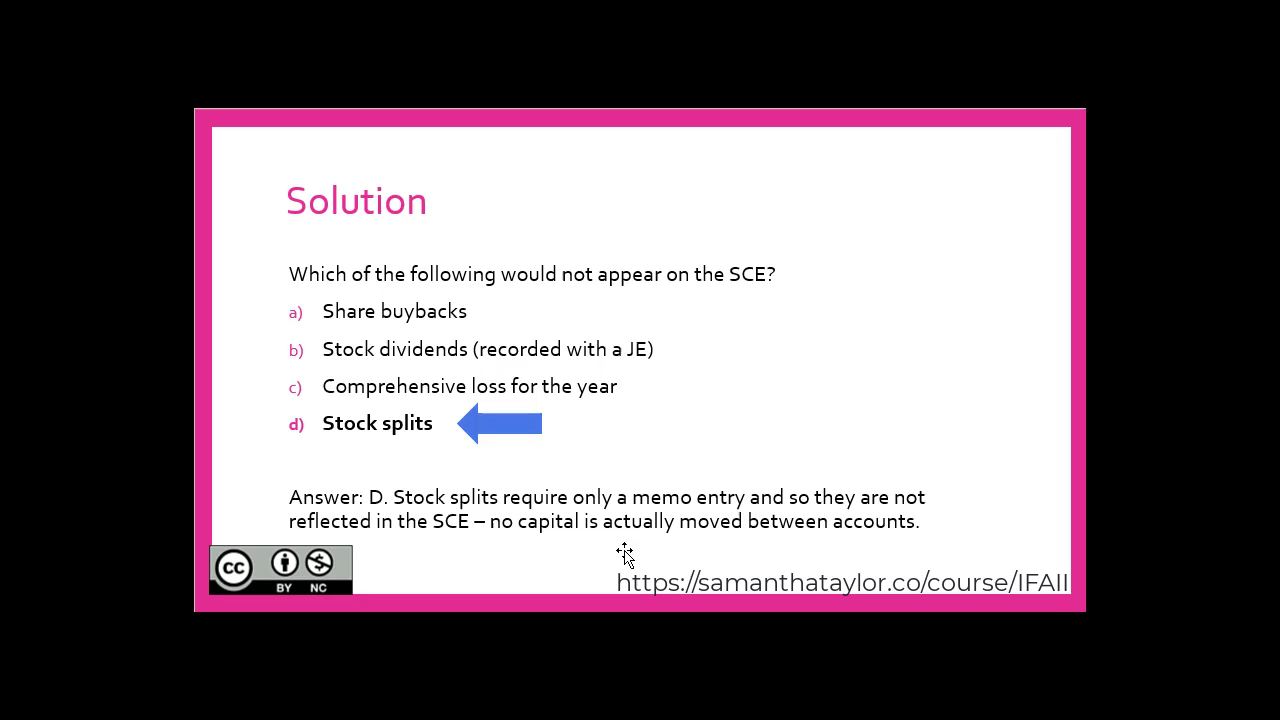 Solution
Which of the following would not appear on the SCE?
a) Share buybacks
b) Stock dividends (recorded with a JE)
c) Comprehensive loss for the year
d) Stock splits
Answer: D. Stock splits require only a memo entry and so they are not
reflected in the SCE – no capital is actually moved between accounts.
CC
BY NC
https://samanthataylor.co/course/IFAII